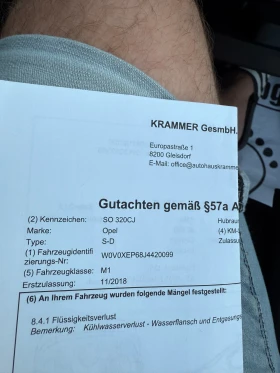 KRAMMER GesmbH.
Europastraße 1
8200 Gleisdorf
E-Mail: office@autohauskramme
Gutachten gemäß §57a A
(2) Kennzeichen: SO 320CJ Hubraum
Marke: Opel (4) KM-
Type: S-D Zulassu
(1) Fahrzeugidentifi
zierungs-Nr: W0V0XEP68J4420099
(5) Fahrzeugklasse: M1
Erstzulassung: 11/2018
(6) An Ihrem Fahrzeug wurden folgende Mängel festgestellt:
8.4.1 Flüssigkeitsverlust
Bemerkung: Kühlwasserverlust - Wasserflansch und Entgasungs